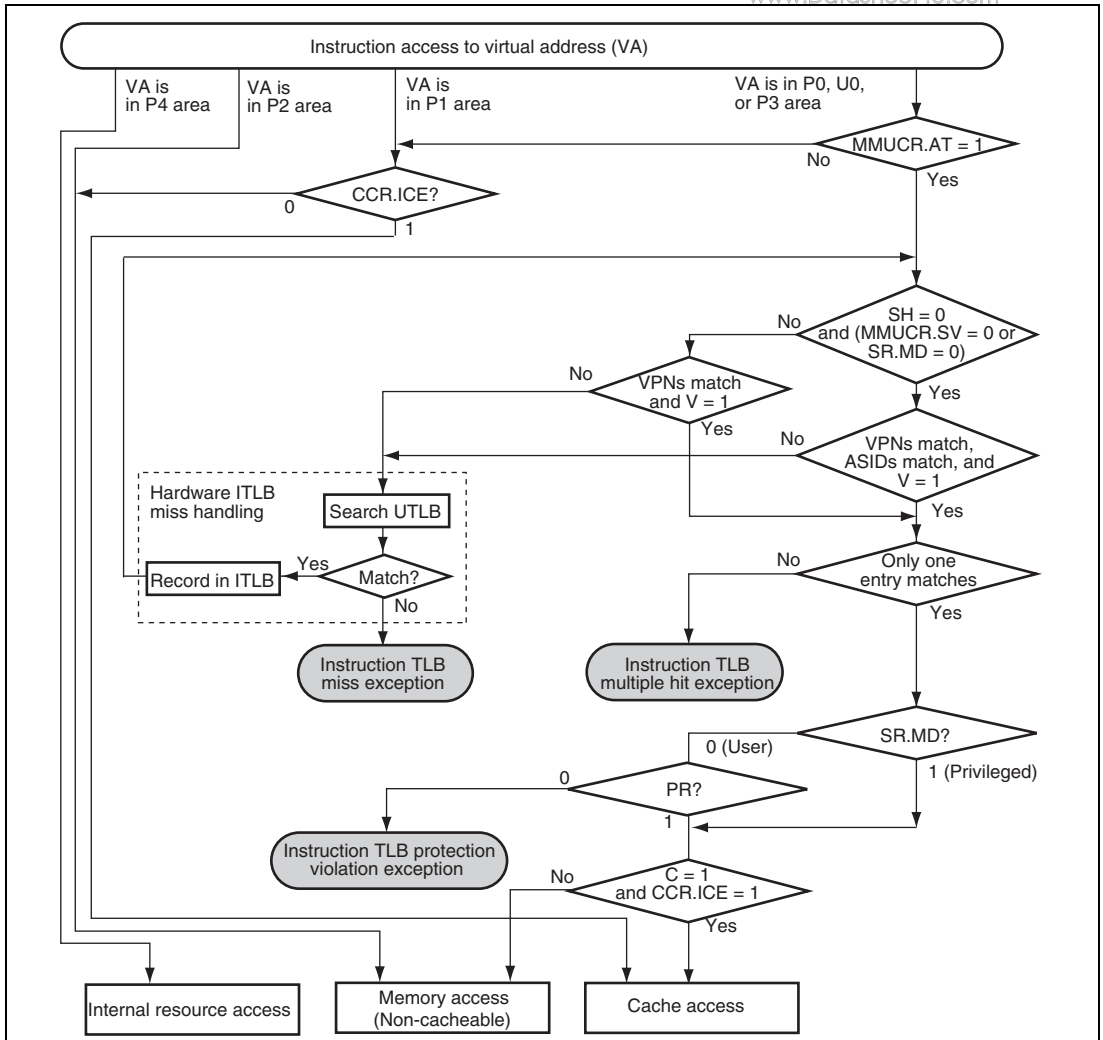 www.DataSheet4U.com
Instruction access to virtual address (VA)
VA is
in P4 area
VA is
in P2 area
VA is
in P1 area
VA is in P0, U0,
or P3 area
MMUCR.AT = 1
No
Yes
CCR.ICE?
0
1
SH = 0
and (MMUCR.SV = 0 or
SR.MD = 0)
No
Yes
VPNs match
and V = 1
No
Yes
VPNs match,
ASIDs match, and
V = 1
No
Yes
Hardware ITLB
miss handling
Search UTLB
Match?
Yes
No
Record in ITLB
Only one
entry matches
No
Yes
Instruction TLB
miss exception
Instruction TLB
multiple hit exception
SR.MD?
0 (User)
1 (Privileged)
PR?
0
1
Instruction TLB protection
violation exception
C = 1
and CCR.ICE = 1
No
Yes
Internal resource access
Memory access
(Non-cacheable)
Cache access